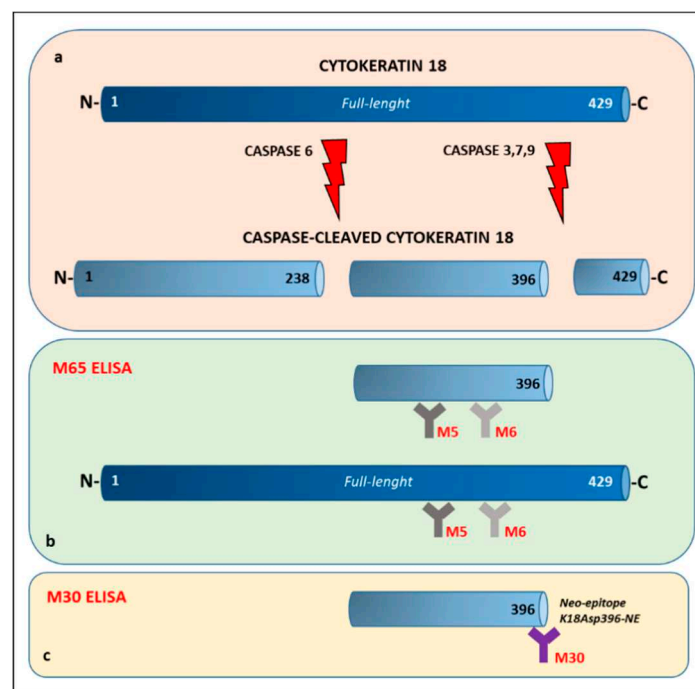 a
CYTOKERATIN 18
N- 1 Full-lenght 429 -C
CASPASE 6 CASPASE 3,7,9
CASPASE-CLEAVED CYTOKERATIN 18
N- 1 238 396 429 -C
M65 ELISA
396
M5 M6
N- 1 Full-lenght 429 -C
M5 M6
b
M30 ELISA
396 Neo-epitope
K18Asp396-NE
M30
c